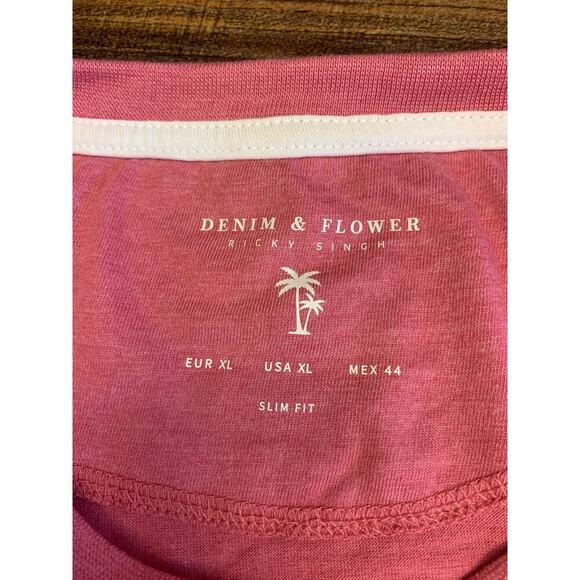 DENIM & FLOWER
RICKY SINGH
EUR XL USA XL MEX 44
SLIM FIT